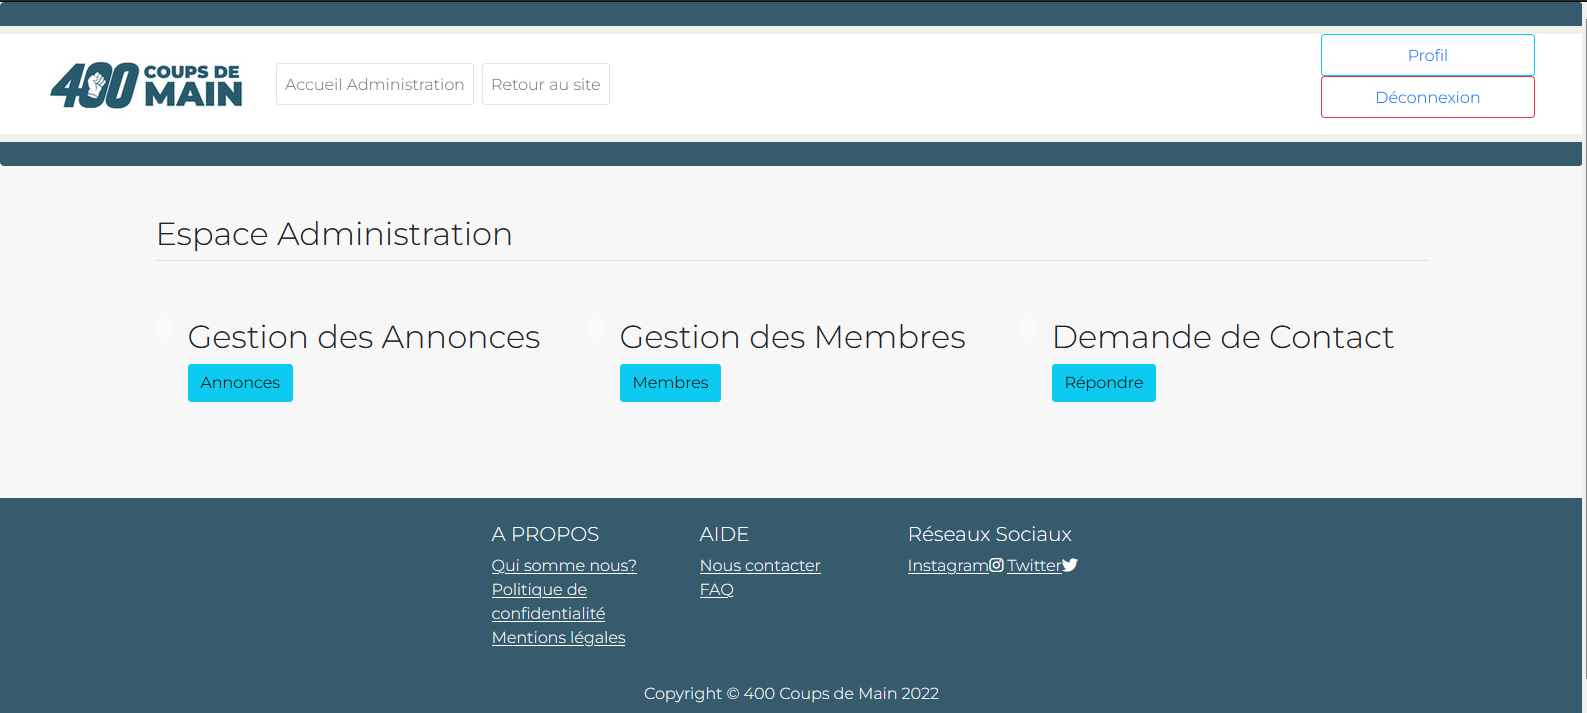 400 COUPS DE
MAIN
Accueil Administration
Retour au site
Profil
Déconnexion
Espace Administration
Gestion des Annonces
Annonces
Gestion des Membres
Membres
Demande de Contact
Répondre
A PROPOS
Qui somme nous?
Politique de
confidentialité
Mentions légales
AIDE
Nous contacter
FAQ
Réseaux Sociaux
Instagram Twitter
Copyright © 400 Coups de Main 2022